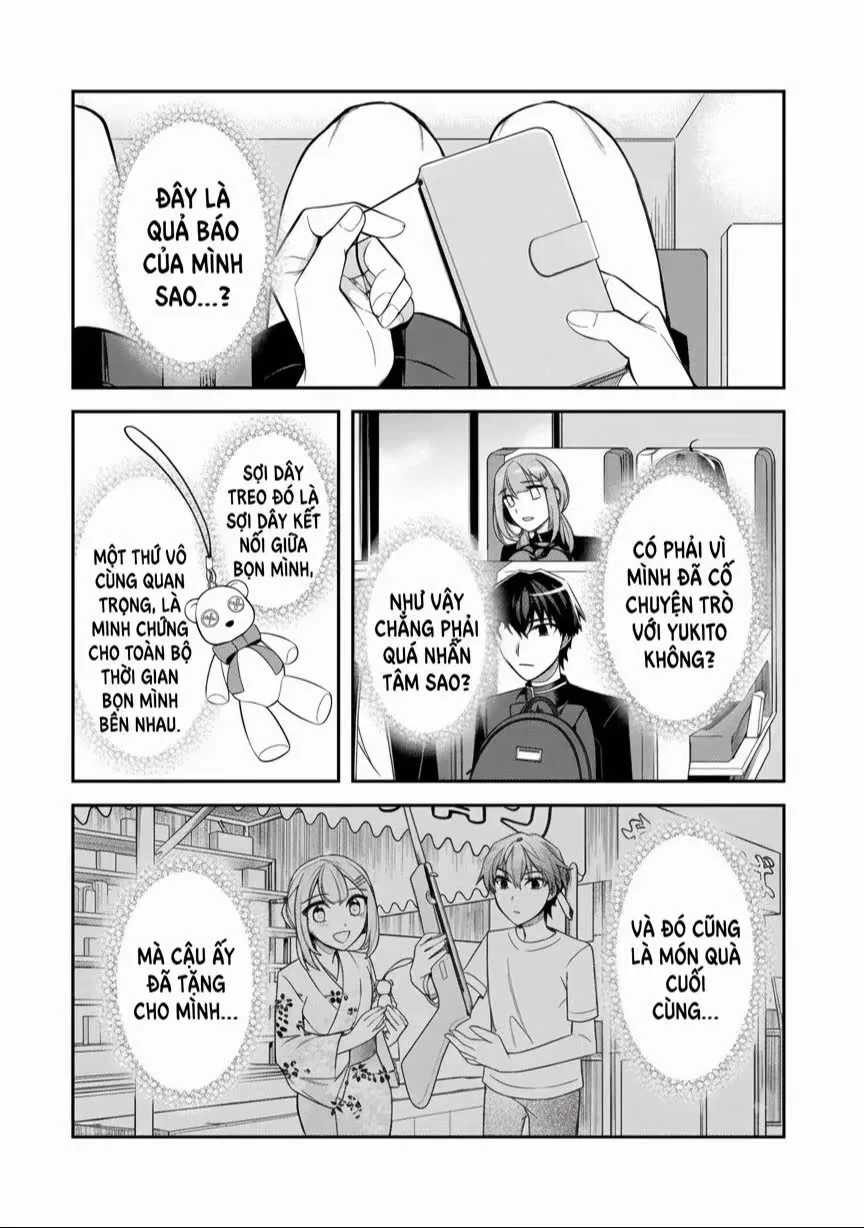 ĐÂY LÀ
QUẢ BÁO
CỦA MÌNH
SAO...?
CÓ PHẢI VÌ
MÌNH ĐÃ CỐ
CHUYỆN TRÒ
VỚI YUKITO
KHÔNG?
NHƯ VẬY
CHẲNG PHẢI
QUÁ NHẪN
TÂM SAO?
SỢI DÂY
TREO ĐÓ LÀ
SỢI DÂY KẾT
NỐI GIỮA
BỌN MÌNH,
MỘT THỨ VÔ
CÙNG QUAN
TRỌNG, LÀ
MINH CHỨNG
CHO TOÀN BỘ
THỜI GIAN
BỌN MÌNH
BÊN NHAU.
VÀ ĐÓ CŨNG
LÀ MÓN QUÀ
CUỐI
CÙNG...
MÀ CẬU ẤY
ĐÃ TẶNG
CHO MÌNH...